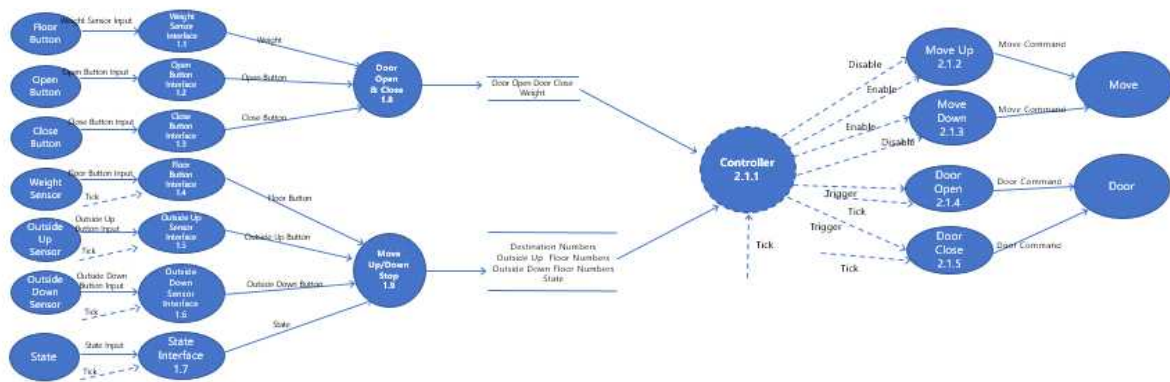 Floor
Button
Weight Sensor Input
Weight
Sensor
Interface
1.1
Weight
Open
Button
Open Button Input
Open
Button
Interface
1.2
Open Button
Close
Button
Close Button Input
Close
Button
Interface
1.3
Close Button
Door
Open
& Close
1.8
Door Open Door Close
Weight
Weight
Sensor
Door Button Input
Tick
Floor
Button
Interface
1.4
Floor Button
Outside
Up
Sensor
Outside Up
Button Input
Tick
Outside Up
Sensor
Interface
1.5
Outside Up Button
Outside
Down
Sensor
Outside Down
Button Input
Tick
Outside
Down
Sensor
Interface
1.6
Outside Down Button
State
State Input
Tick
State
Interface
1.7
State
Move
Up/Down
Stop
1.9
Destination Numbers
Outside Up Floor Numbers
Outside Down Floor Numbers
State
Controller
2.1.1
Tick
Disable
Enable
Enable
Disable
Trigger
Tick
Trigger
Tick
Move Up
2.1.2
Move Command
Move
Down
2.1.3
Move Command
Move
Door
Open
2.1.4
Door Command
Door
Close
2.1.5
Door Command
Door